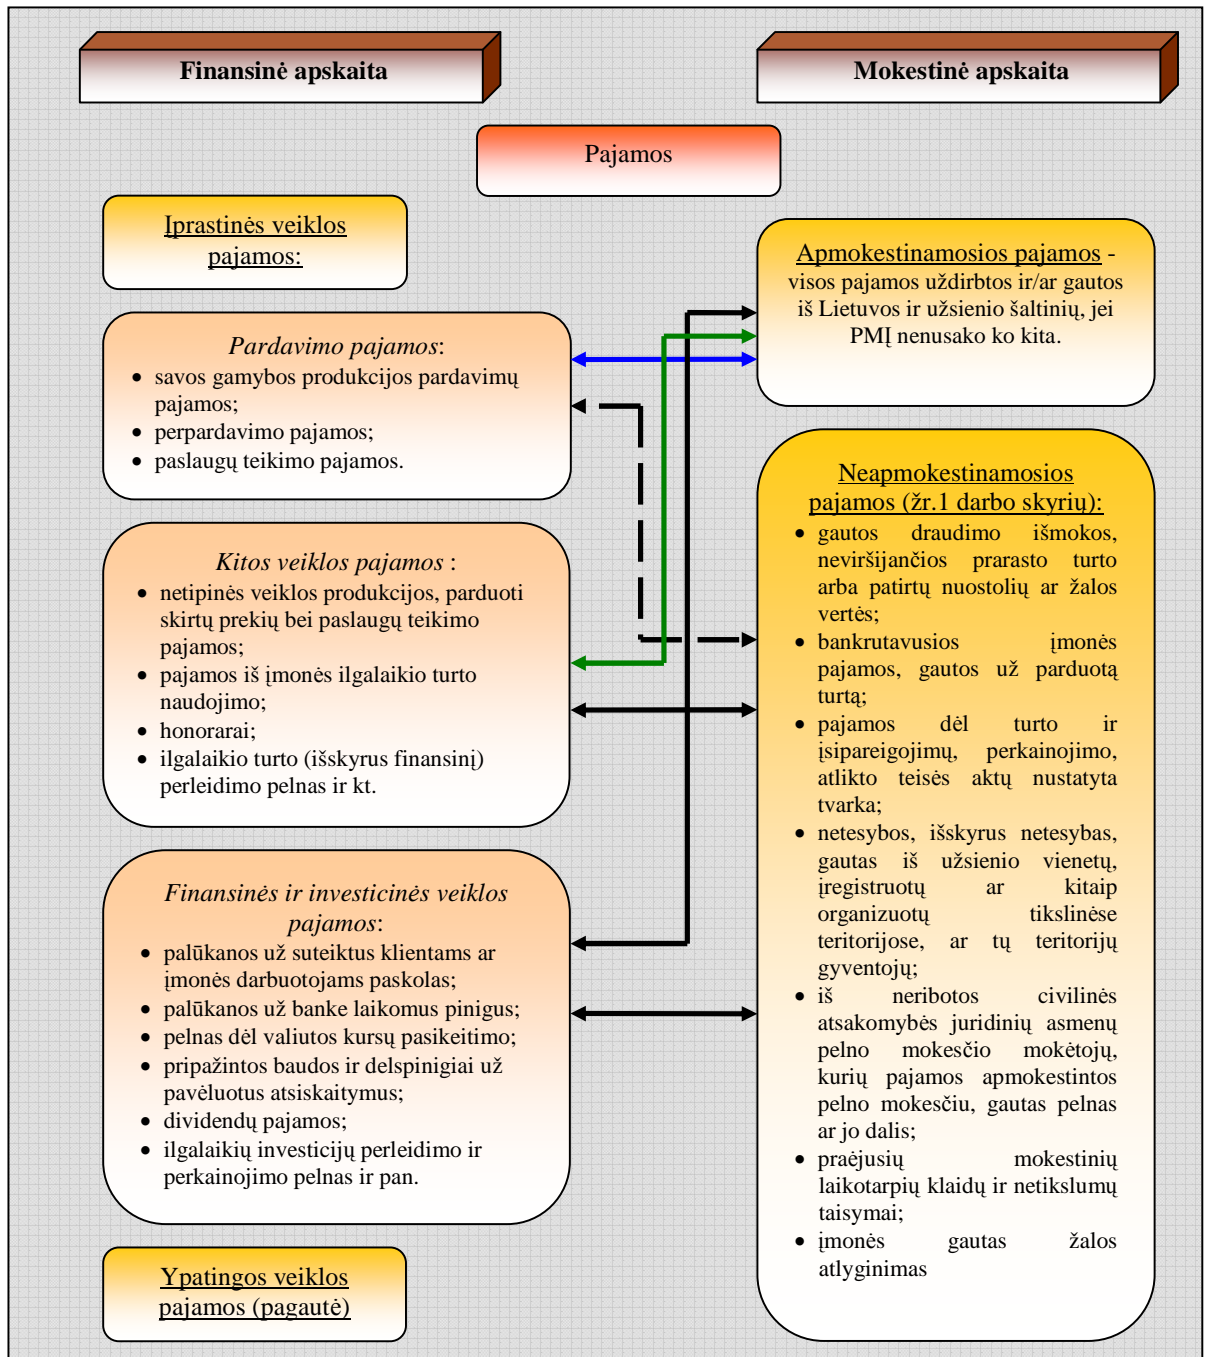 Finansinė apskaita
Mokestinė apskaita
Pajamos
Įprastinės veiklos
pajamos:
Pardavimo pajamos:
• savos gamybos produkcijos pardavimų
pajamos;
• perpardavimo pajamos;
• paslaugų teikimo pajamos.
Kitos veiklos pajamos :
• netipinės veiklos produkcijos, parduoti
skirtų prekių bei paslaugų teikimo
pajamos;
• pajamos iš įmonės ilgalaikio turto
naudojimo;
• honorarai;
• ilgalaikio turto (išskyrus finansinį)
perleidimo pelnas ir kt.
Finansinės ir investicinės veiklos
pajamos:
• palūkanos už suteiktus klientams ar
įmonės darbuotojams paskolas;
• palūkanos už banke laikomus pinigus;
• pelnas dėl valiutos kursų pasikeitimo;
• pripažintos baudos ir delspinigiai už
pavėluotus atsiskaitymus;
• dividendų pajamos;
• ilgalaikių investicijų perleidimo ir
perkainojimo pelnas ir pan.
Ypatingos veiklos
pajamos (pagautė)
Apmokestinamosios pajamos -
visos pajamos uždirbtos ir/ar gautos
iš Lietuvos ir užsienio šaltinių, jei
PMĮ nenusako ko kita.
Neapmokestinamosios
pajamos (žr.1 darbo skyrių):
• gautos draudimo išmokos,
neviršijančios prarasto turto
arba patirtų nuostolių ar žalos
vertės;
• bankrutavusios įmonės
pajamos, gautos už parduotą
turtą;
• pajamos dėl turto ir
įsipareigojimų, perkainojimo,
atlikto teisės aktų nustatyta
tvarka;
• netesybos, išskyrus netesybas,
gautas iš užsienio vienetų,
įregistruotų ar kitaip
organizuotų tikslinėse
teritorijose, ar tų teritorijų
gyventojų;
• iš neribotos civilinės
atsakomybės juridinių asmenų
pelno mokesčio mokėtojų,
kurių pajamos apmokestintos
pelno mokesčiu, gautas pelnas
ar jo dalis;
• praėjusių mokestinių
laikotarpių klaidų ir netikslumų
taisymai;
• įmonės gautas žalos
atlyginimas